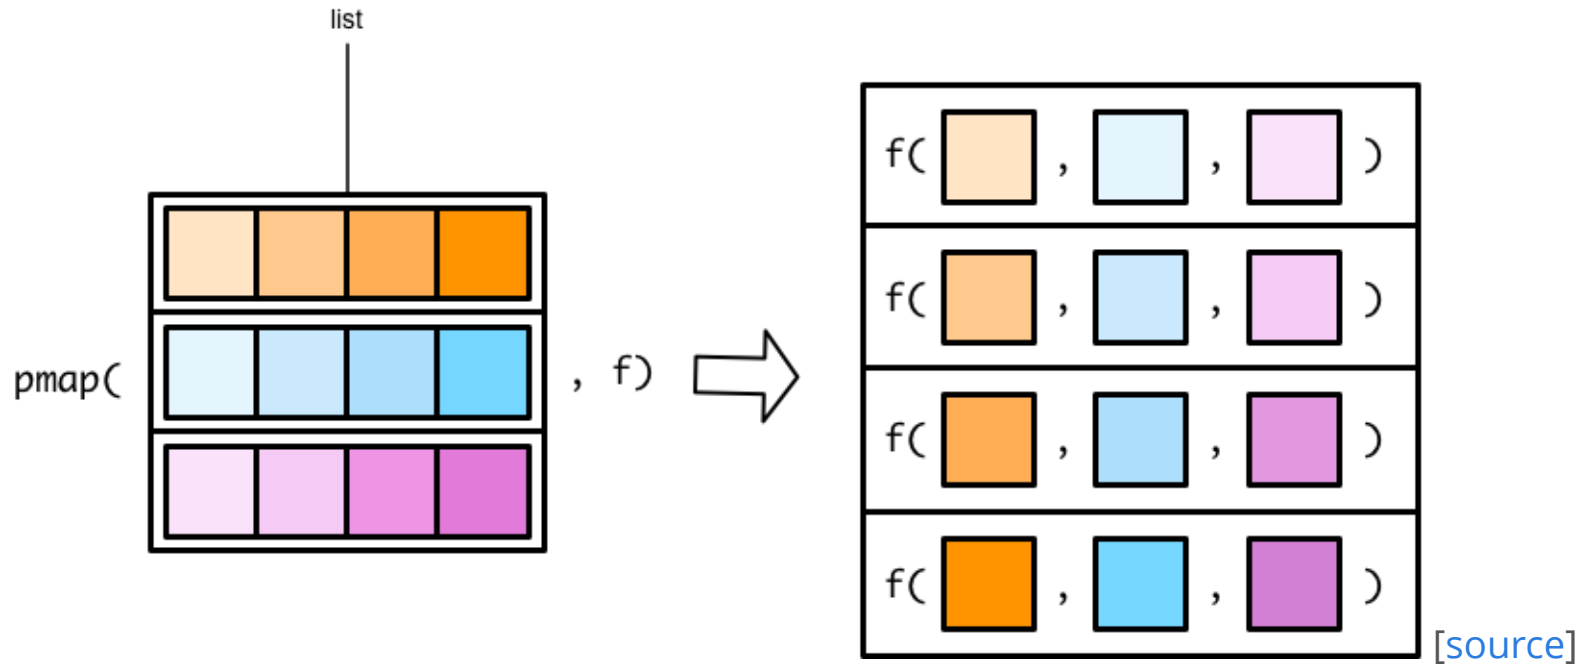 list
pmap( , f)
f( , , )
f( , , )
f( , , )
f( , , )
[source]